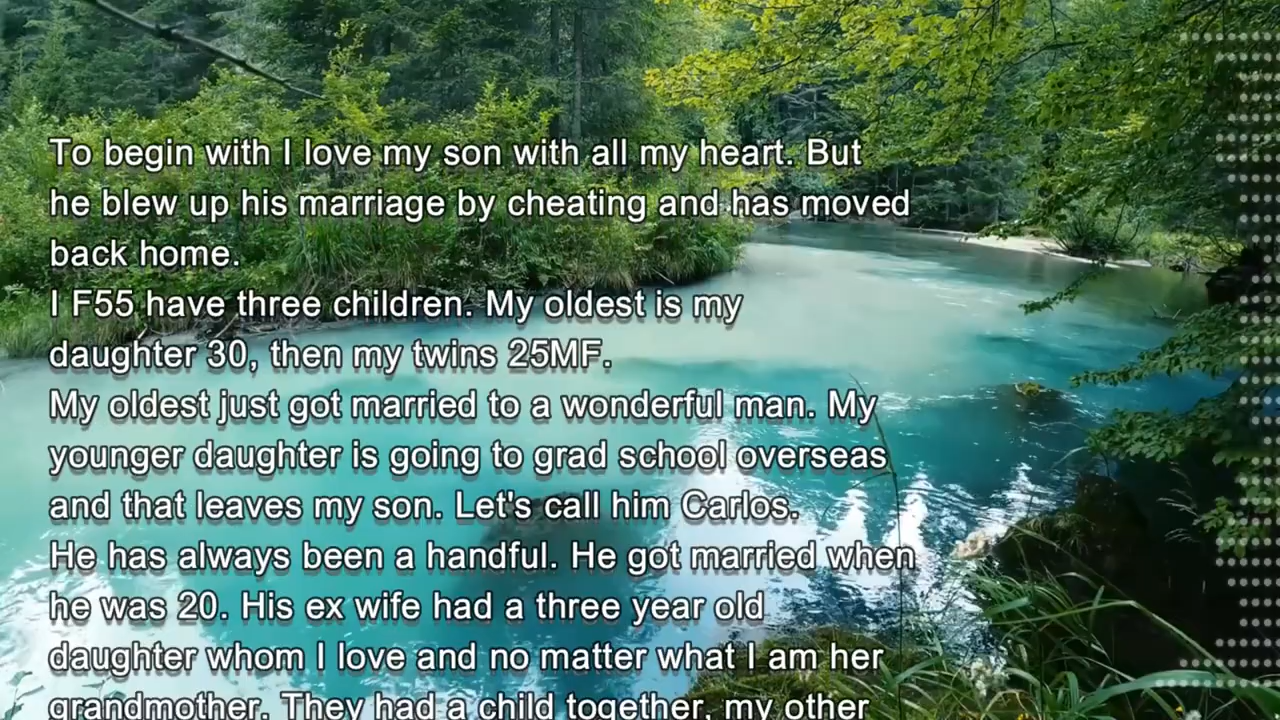 To begin with I love my son with all my heart. But
he blew up his marriage by cheating and has moved
back home.
I F55 have three children. My oldest is my
daughter 30, then my twins 25MF.
My oldest just got married to a wonderful man. My
younger daughter is going to grad school overseas
and that leaves my son. Let's call him Carlos.
He has always been a handful. He got married when
he was 20. His ex wife had a three year old
daughter whom I love and no matter what I am her
grandmother. They had a child together, my other